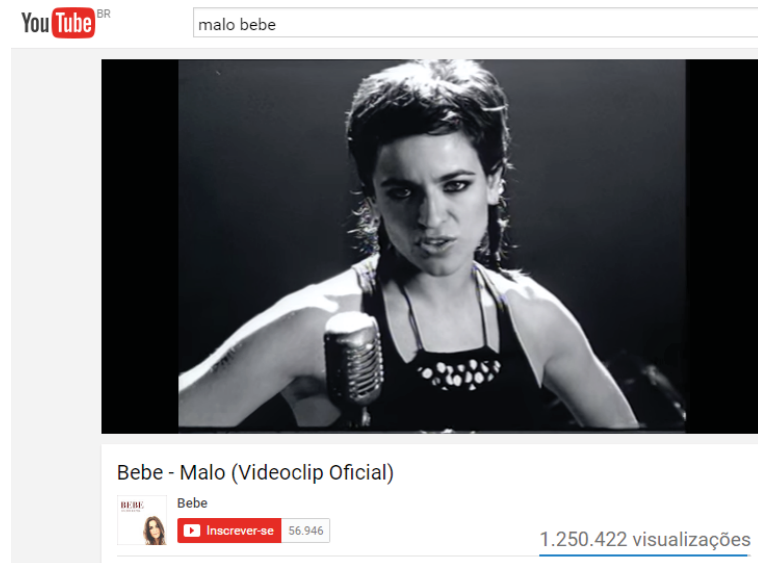 YouTube BR
malo bebe
Bebe - Malo (Videoclip Oficial)
BEBE
Bebe
Inscrever-se 56.946
1.250.422 visualizações